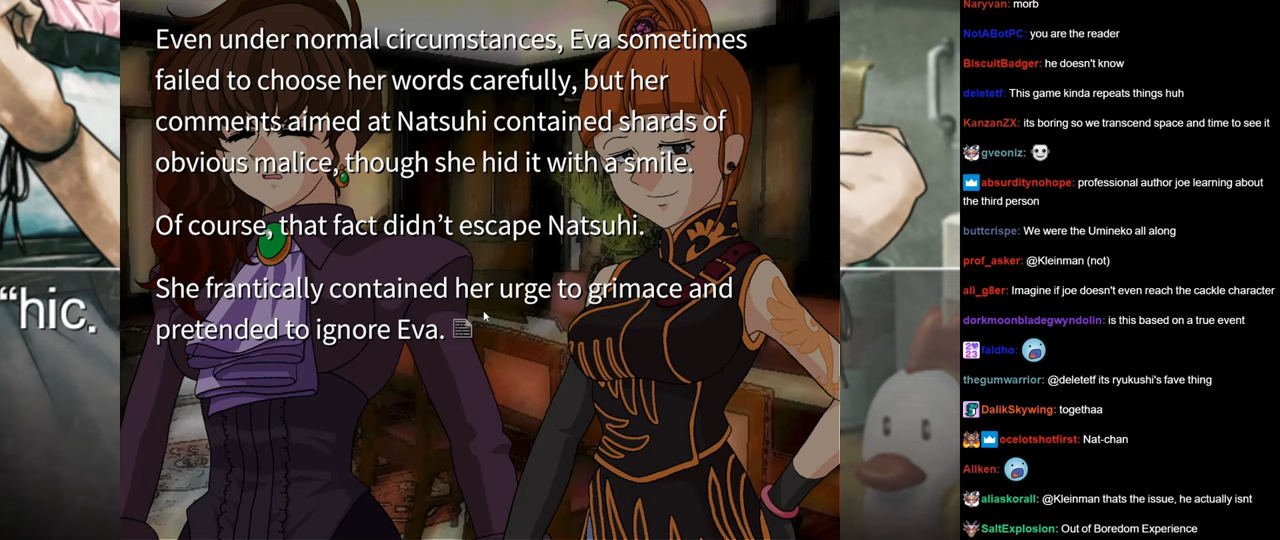 Even under normal circumstances, Eva sometimes
failed to choose her words carefully, but her
comments aimed at Natsuhi contained shards of
obvious malice, though she hid it with a smile.
Of course, that fact didn’t escape Natsuhi.
She frantically contained her urge to grimace and
pretended to ignore Eva.
“hic.
Naryvan: morb
NotABotPC: you are the reader
BiscuitBadger: he doesn't know
deletetf: This game kinda repeats things huh
KanzanZX: its boring so we transcend space and time to see it
gveoniz:
absurditynohope: professional author joe learning about
the third person
buttcrispe: We were the Umineko all along
prof_asker: @Kleinman (not)
ali_g8er: Imagine if joe doesn't even reach the cackle character
dorkmoonbladegwyndolin: is this based on a true event
faldho:
thegumwarrior: @deletetf its ryukushi's fave thing
DalikSkywing: togethaa
ocelotshotfirst: Nat-chan
Allken:
aliaskorall: @Kleinman thats the issue, he actually isnt
SaltExplosion: Out of Boredom Experience